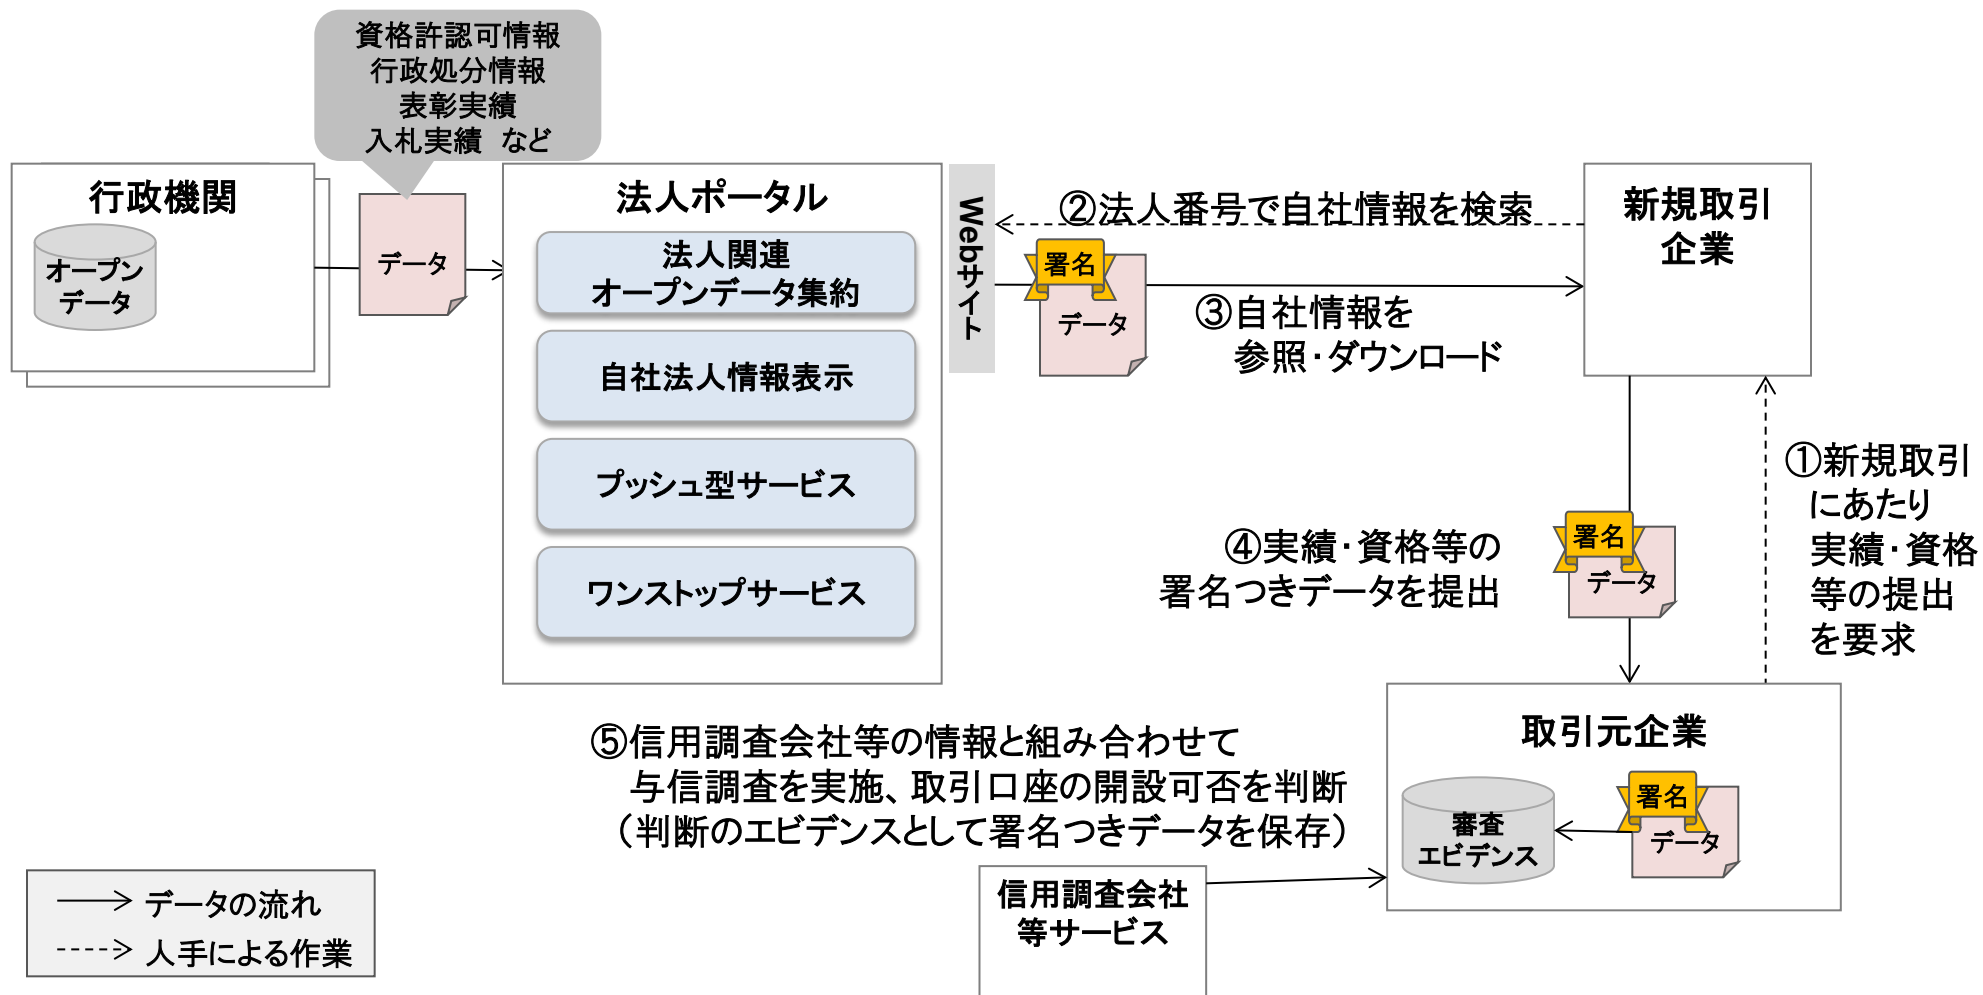 資格許認可情報
行政処分情報
表彰実績
入札実績 など
行政機関
オープン
データ
データ
法人ポータル
法人関連
オープンデータ集約
自社法人情報表示
プッシュ型サービス
ワンストップサービス
Webサイト
②法人番号で自社情報を検索
署名
データ
③自社情報を
参照・ダウンロード
新規取引
企業
①新規取引
にあたり
実績・資格
等の提出
を要求
④実績・資格等の
署名つきデータを提出
署名
データ
取引元企業
審査
エビデンス
署名
データ
⑤信用調査会社等の情報と組み合わせて
与信調査を実施、取引口座の開設可否を判断
（判断のエビデンスとして署名つきデータを保存）
信用調査会社
等サービス
データの流れ
人手による作業